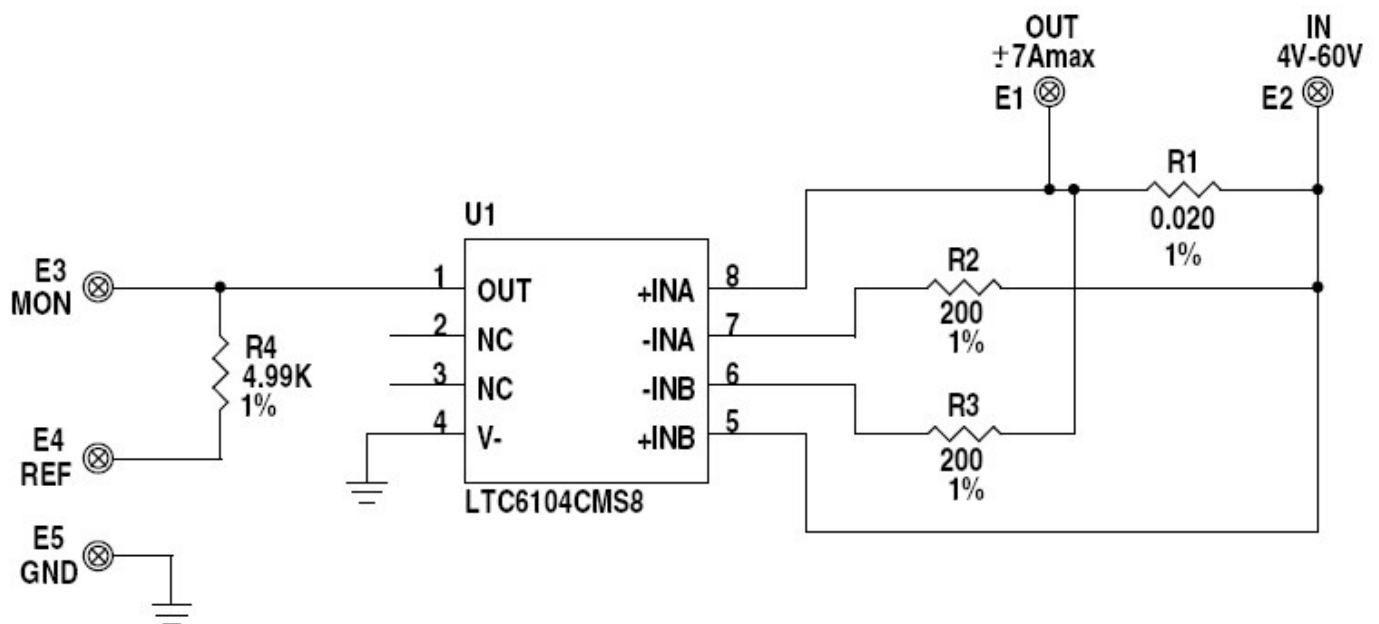 OUT
±7Amax
E1
IN
4V-60V
E2
R1
0.020
1%
U1
E3
MON
1
OUT
+INA
8
R2
200
1%
2
NC
-INA
7
R4
4.99K
1%
3
NC
-INB
6
R3
200
1%
E4
REF
4
V-
+INB
5
LTC6104CMS8
E5
GND